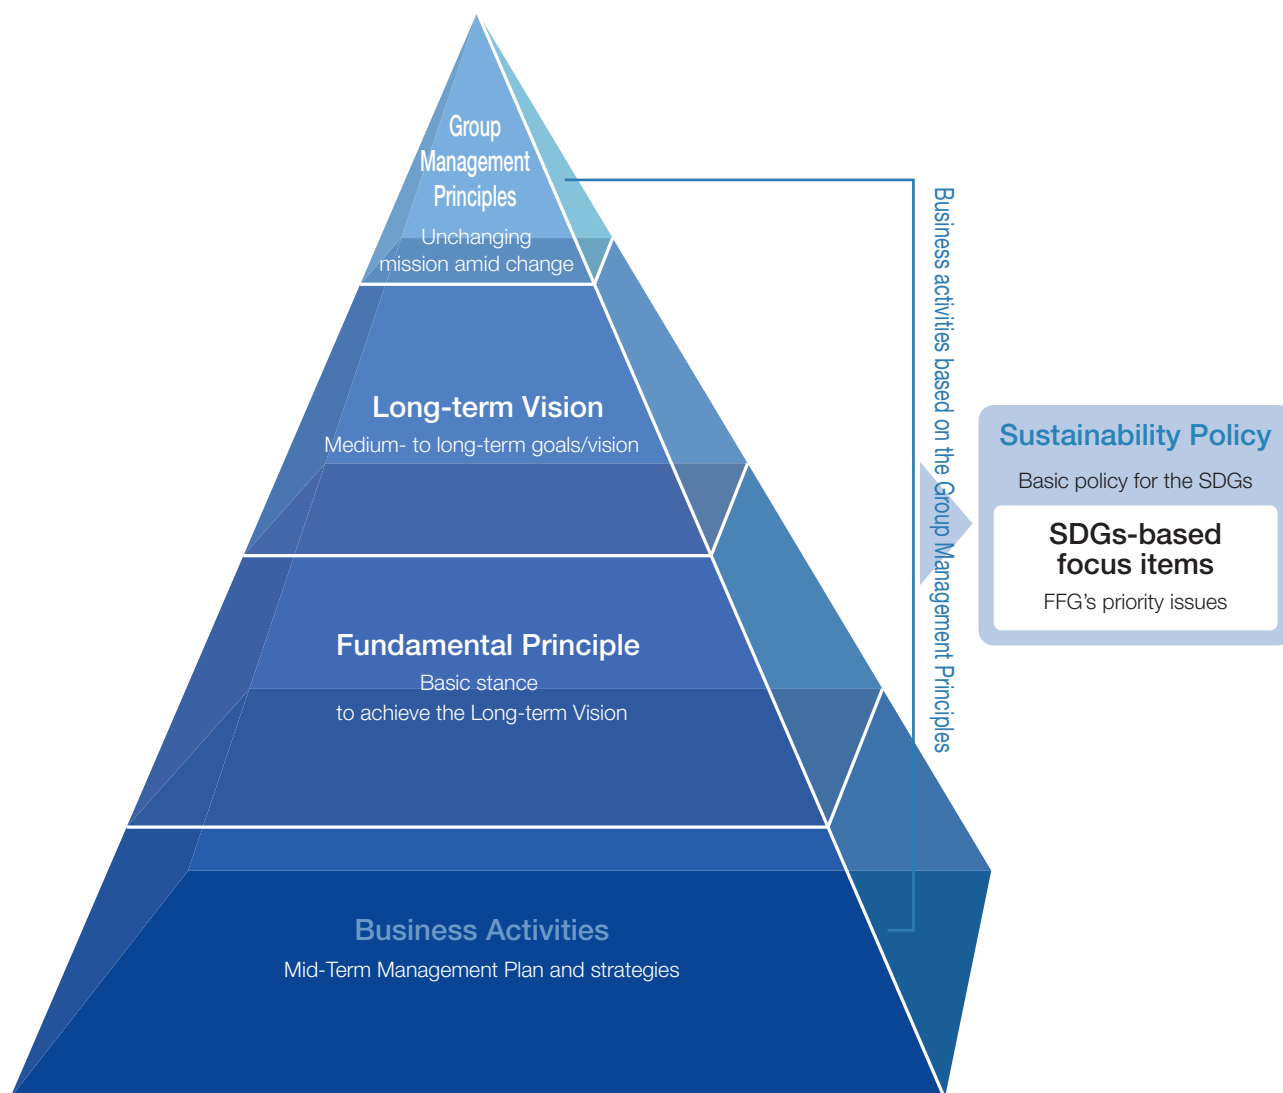 Group
Management
Principles
Unchanging
mission amid change
Long-term Vision
Medium- to long-term goals/vision
Fundamental Principle
Basic stance
to achieve the Long-term Vision
Business Activities
Mid-Term Management Plan and strategies
Business activities based on the Group Management Principles
Sustainability Policy
Basic policy for the SDGs
SDGs-based
focus items
FFG’s priority issues